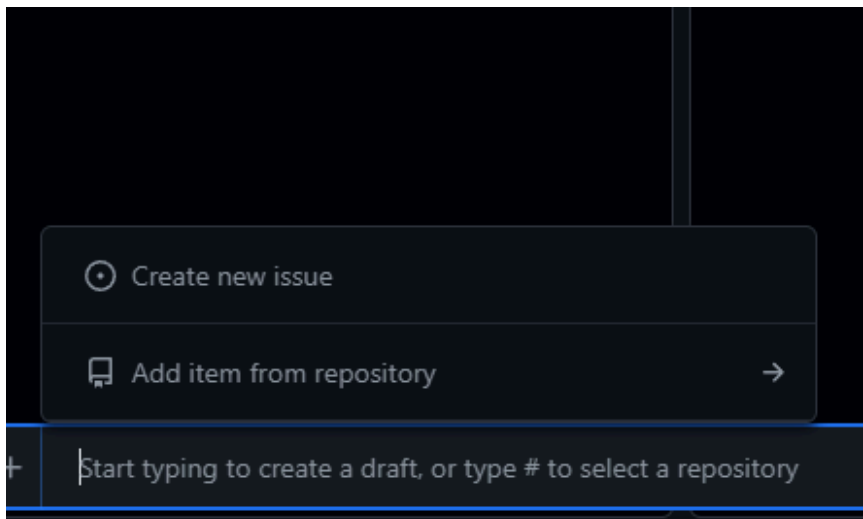 Create new issue
Add item from repository
Start typing to create a draft, or type # to select a repository